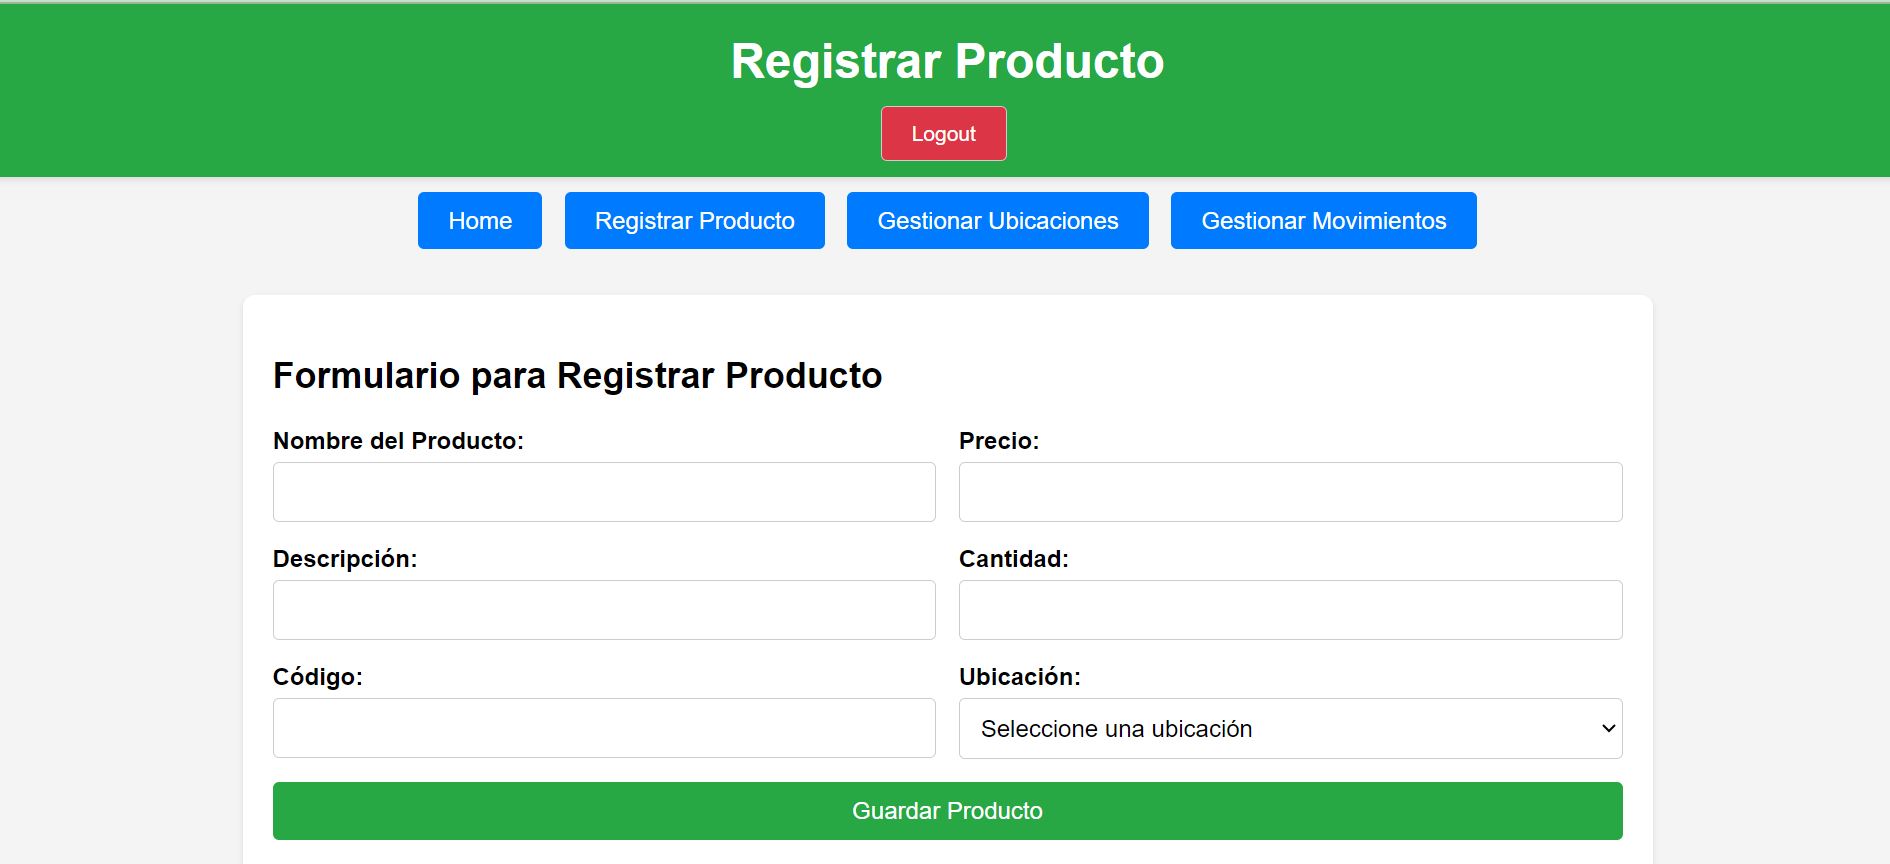 Registrar Producto
Logout
Home
Registrar Producto
Gestionar Ubicaciones
Gestionar Movimientos
Formulario para Registrar Producto
Nombre del Producto:
Precio:
Descripción:
Cantidad:
Código:
Ubicación:
Seleccione una ubicación
Guardar Producto